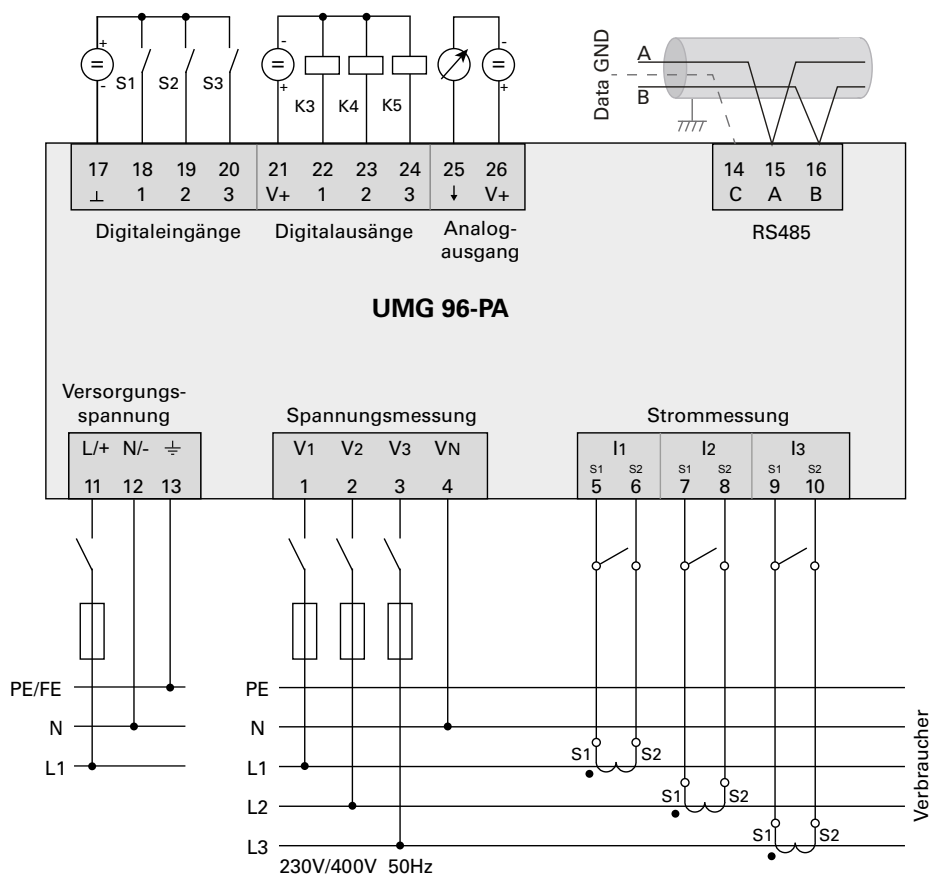 + - +
= S1 S2 S3 = K3 K4 K5 =
- + -
Data GND
A
B
17 18 19 20 21 22 23 24 25 26
⊥ 1 2 3 V+ 1 2 3 ↓ V+
14 15 16
C A B
Digitaleingänge
Digitalausänge
Analog-
ausgang
RS485
UMG 96-PA
Versorgungs-
spannung
Spannungsmessung
Strommessung
L/+ N/- ⏚
11 12 13
V1 V2 V3 VN
1 2 3 4
I1 I2 I3
S1 S2 S1 S2 S1 S2
5 6 7 8 9 10
PE/FE
N
L1
PE
N
L1
L2
L3
S1 S2
S1 S2
S1 S2
230V/400V 50Hz
Verbraucher